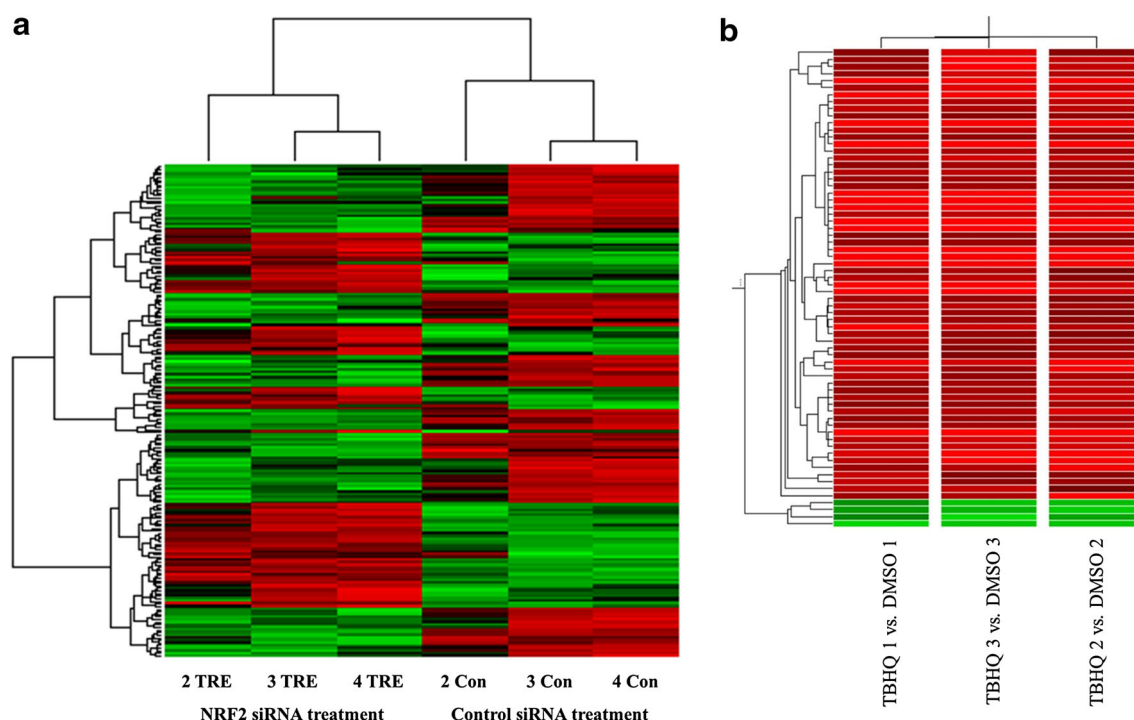 a
b
2 TRE 3 TRE 4 TRE 2 Con 3 Con 4 Con
NRF2 siRNA treatment Control siRNA treatment
TBHQ 1 vs. DMSO 1
TBHQ 3 vs. DMSO 3
TBHQ 2 vs. DMSO 2